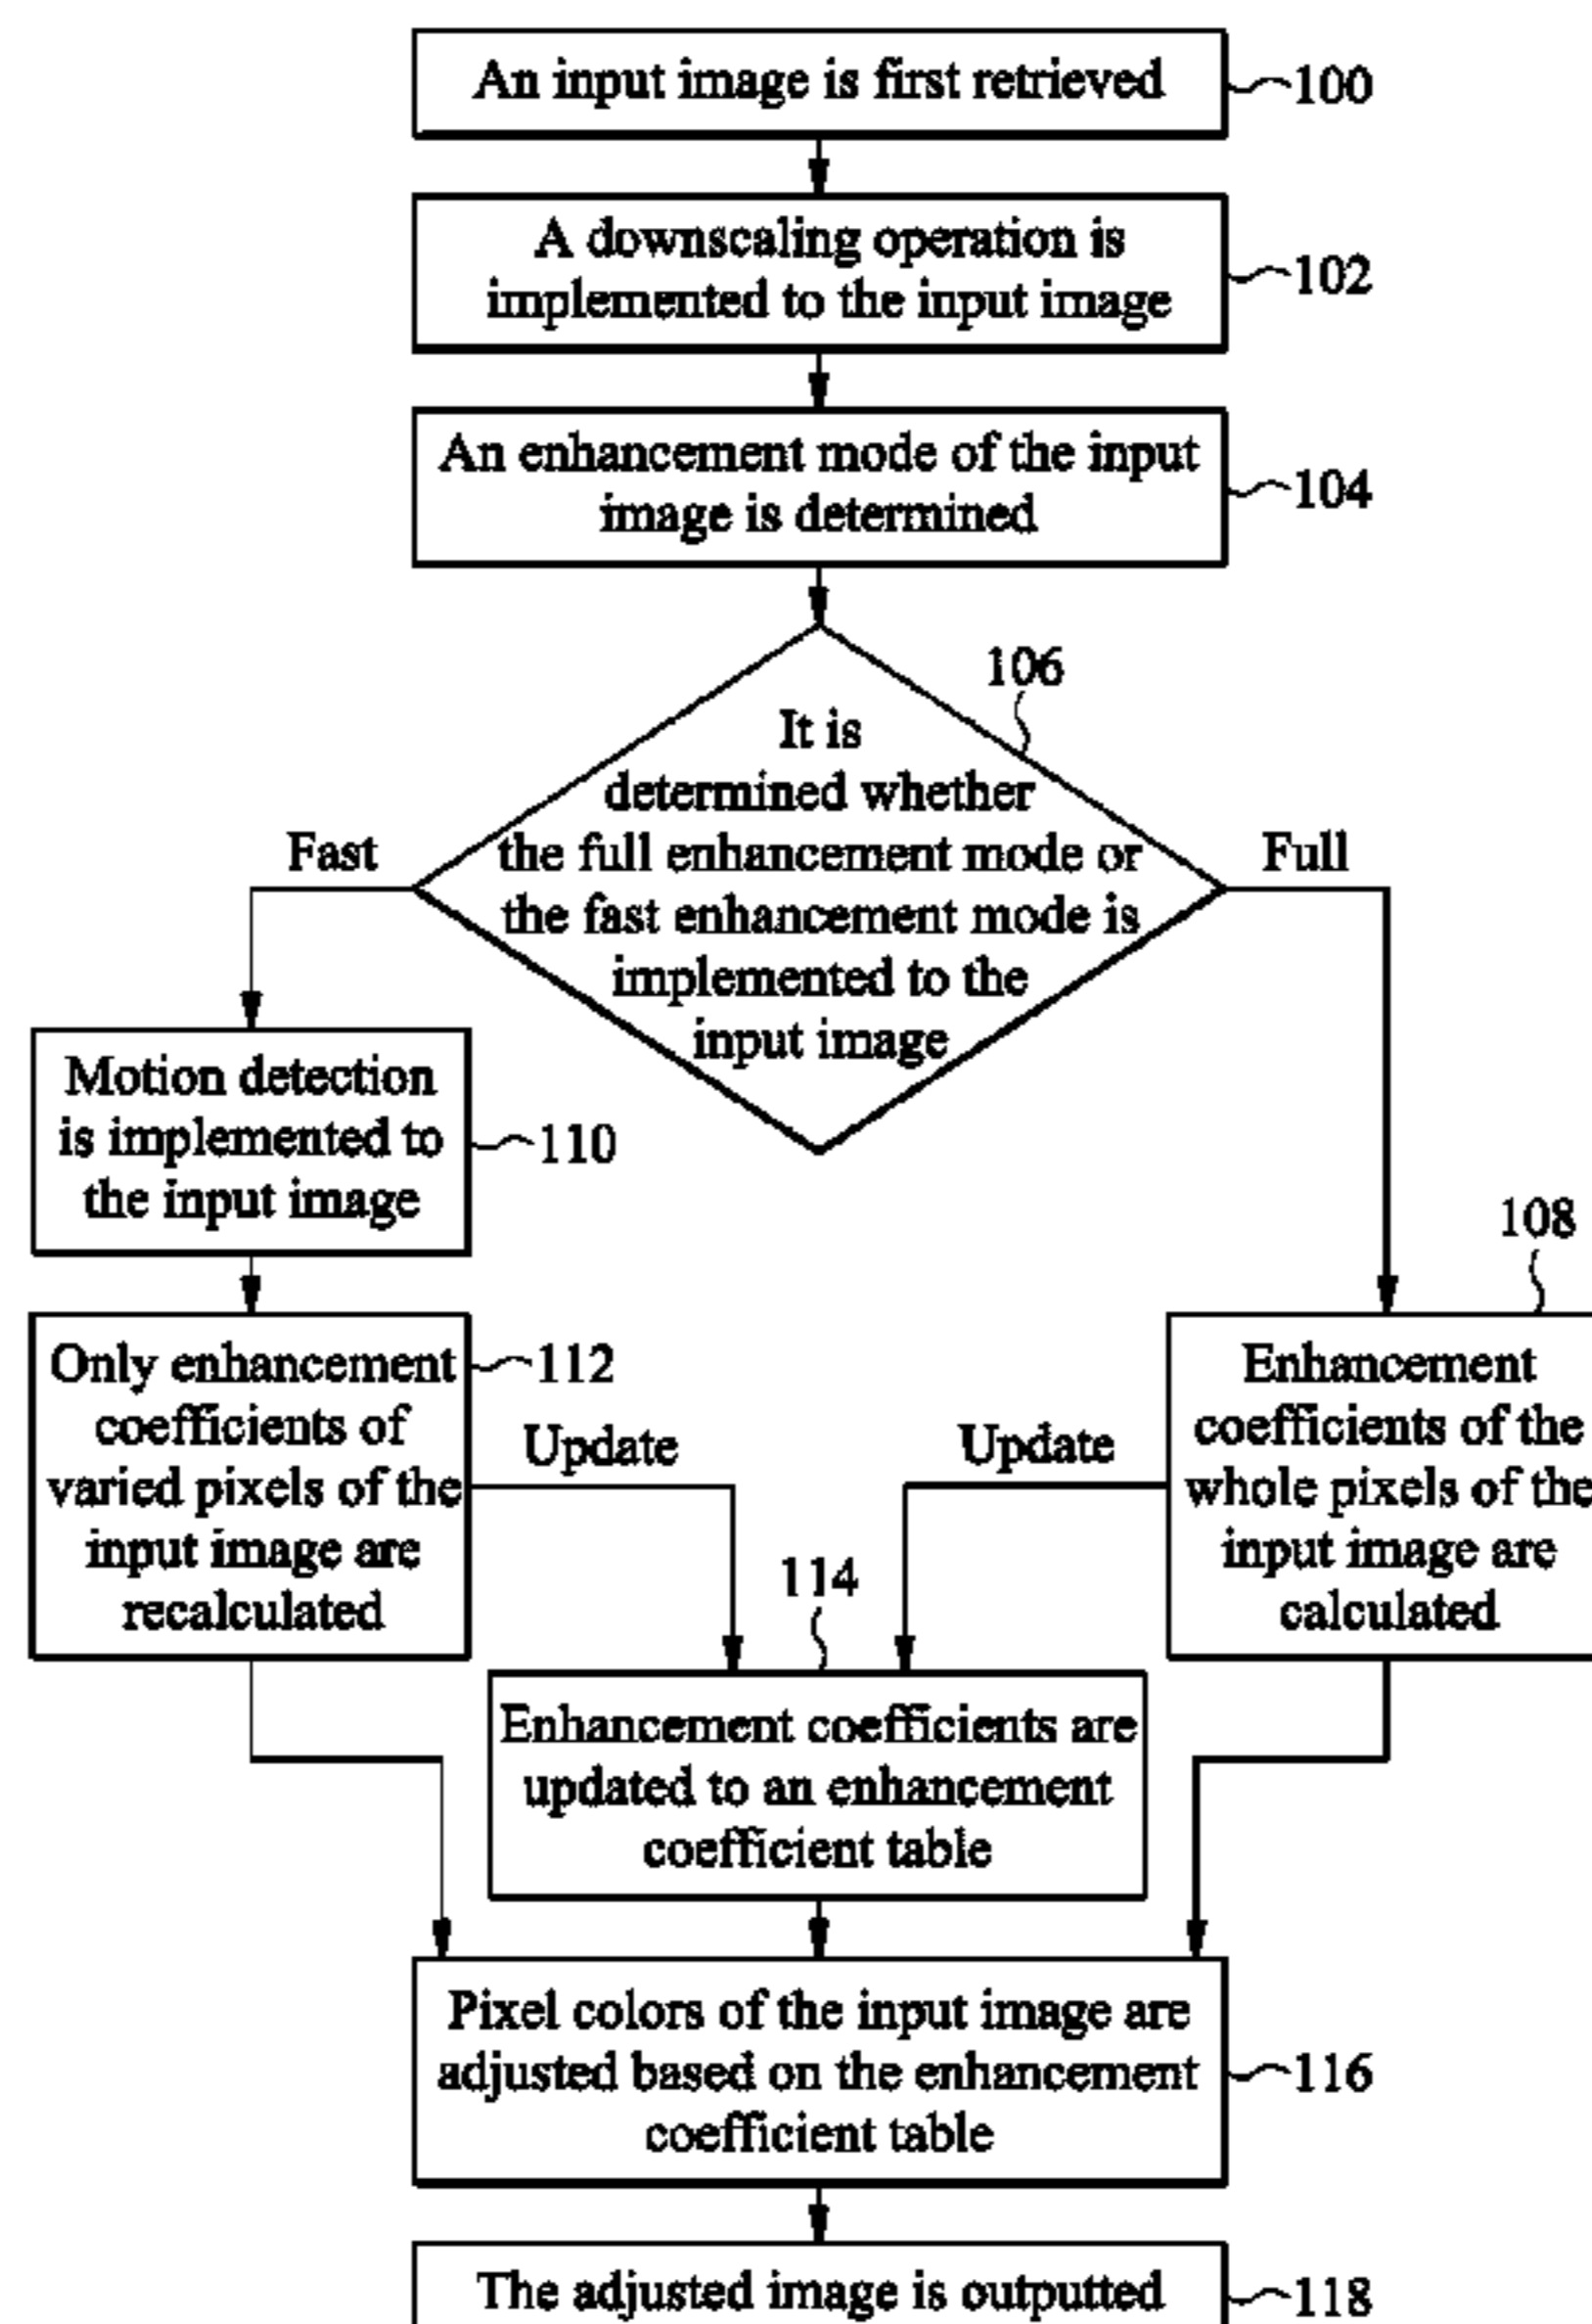 An input image is first retrieved
100
A downscaling operation is
implemented to the input image
102
An enhancement mode of the input
image is determined
104
106
It is
determined whether
the full enhancement mode or
the fast enhancement mode is
implemented to the
input image
Fast
Full
Motion detection
is implemented to
the input image
110
108
Only enhancement
coefficients of
varied pixels of the
input image are
recalculated
112
Update
Update
Enhancement
coefficients of the
whole pixels of the
input image are
calculated
114
Enhancement coefficients are
updated to an enhancement
coefficient table
Pixel colors of the input image are
adjusted based on the enhancement
coefficient table
116
The adjusted image is outputted
118